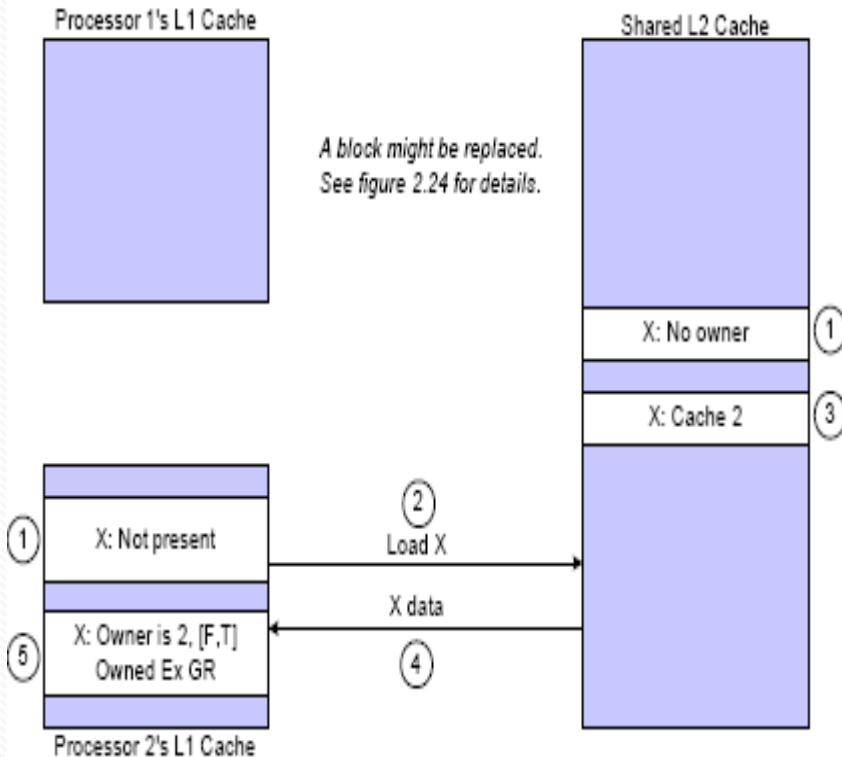 Processor 1's L1 Cache
Shared L2 Cache
A block might be replaced.
See figure 2.24 for details.
X: No owner
1
X: Cache 2
3
2
Load X
1
X: Not present
X data
4
5
X: Owner is 2, [F,T]
Owned Ex GR
Processor 2's L1 Cache